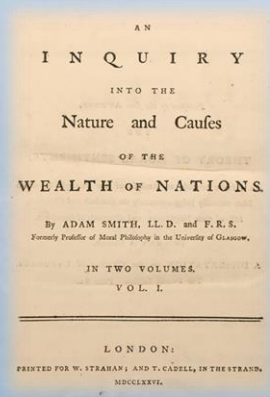 AN
INQUIRY
INTO THE
Nature and Cauſes
OF THE
WEALTH OF NATIONS.
By ADAM SMITH, LL. D. and F. R. S.
Formerly Profeſſor of Moral Philoſophy in the Univerſity of GLASGOW.
IN TWO VOLUMES.
VOL. I.
LONDON:
PRINTED FOR W. STRAHAN; AND T. CADELL, IN THE STRAND.
MDCCLXXVI.